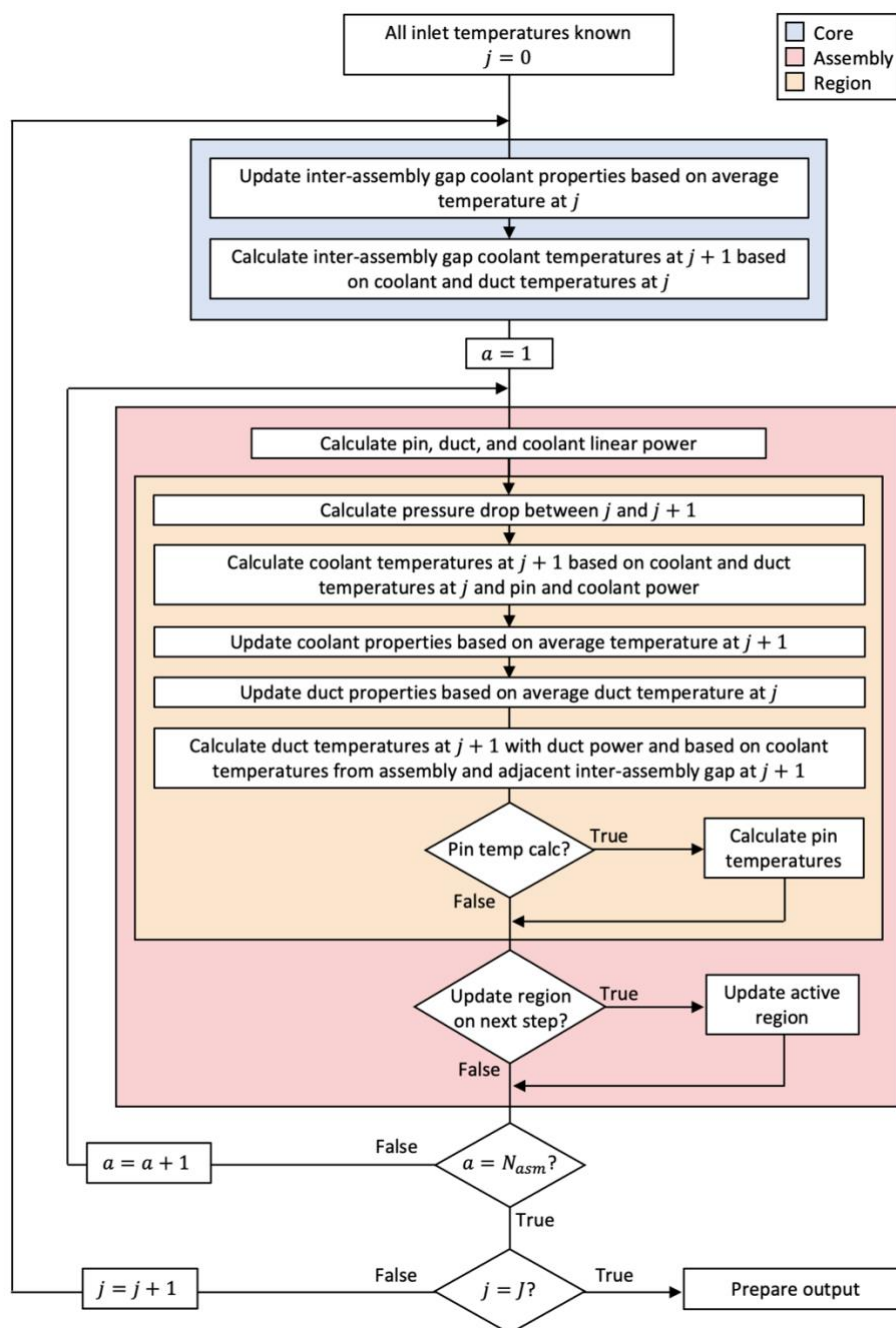 All inlet temperatures known
j = 0
Core
Assembly
Region
Update inter-assembly gap coolant properties based on average
temperature at j
Calculate inter-assembly gap coolant temperatures at j + 1 based
on coolant and duct temperatures at j
a = 1
Calculate pin, duct, and coolant linear power
Calculate pressure drop between j and j + 1
Calculate coolant temperatures at j + 1 based on coolant and duct
temperatures at j and pin and coolant power
Update coolant properties based on average temperature at j + 1
Update duct properties based on average duct temperature at j
Calculate duct temperatures at j + 1 with duct power and based on coolant
temperatures from assembly and adjacent inter-assembly gap at j + 1
Pin temp calc?
True
Calculate pin
temperatures
False
Update region
on next step?
True
Update active
region
False
a = N_asm?
False
a = a + 1
True
j = J?
False
j = j + 1
True
Prepare output